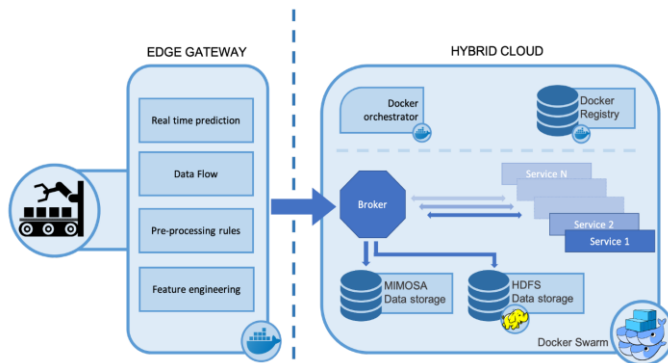 EDGE GATEWAY
Real time prediction
Data Flow
Pre-processing rules
Feature engineering
HYBRID CLOUD
Docker
orchestrator
Docker
Registry
Broker
Service N
Service 2
Service 1
MIMOSA
Data storage
HDFS
Data storage
Docker Swarm